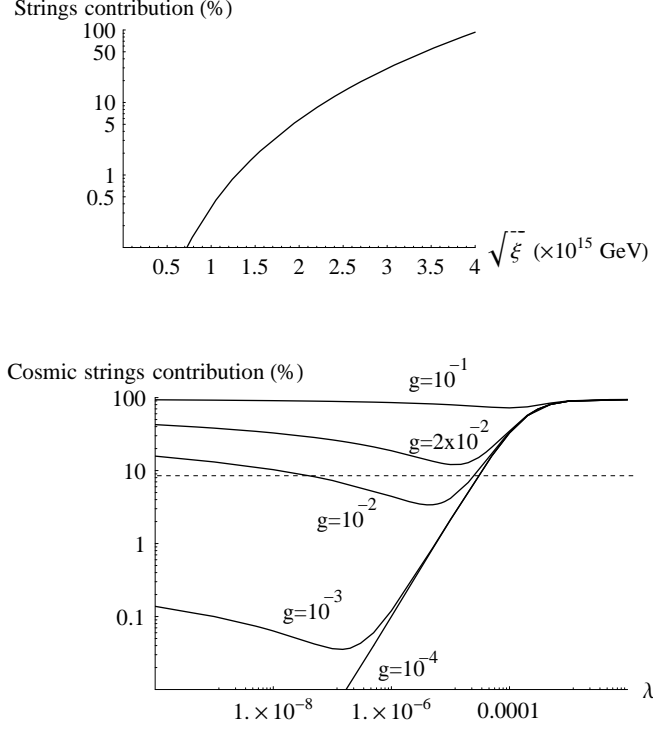 Strings contribution (%)
100
50
10
5
1
0.5
0.5 1 1.5 2 2.5 3 3.5 4
√ξ (×10¹⁵ GeV)
Cosmic strings contribution (%)
g=10⁻¹
100
g=2x10⁻²
10
g=10⁻²
1
g=10⁻³
0.1
g=10⁻⁴
λ
1.×10⁻⁸ 1.×10⁻⁶ 0.0001